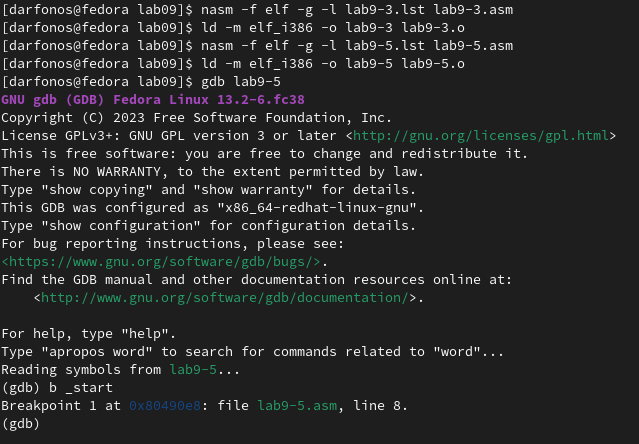 [darfonos@fedora lab09]$ nasm -f elf -g -l lab9-3.lst lab9-3.asm
[darfonos@fedora lab09]$ ld -m elf_i386 -o lab9-3 lab9-3.o
[darfonos@fedora lab09]$ nasm -f elf -g -l lab9-5.lst lab9-5.asm
[darfonos@fedora lab09]$ ld -m elf_i386 -o lab9-5 lab9-5.o
[darfonos@fedora lab09]$ gdb lab9-5
GNU gdb (GDB) Fedora Linux 13.2-6.fc38
Copyright (C) 2023 Free Software Foundation, Inc.
License GPLv3+: GNU GPL version 3 or later <http://gnu.org/licenses/gpl.html>
This is free software: you are free to change and redistribute it.
There is NO WARRANTY, to the extent permitted by law.
Type "show copying" and "show warranty" for details.
This GDB was configured as "x86_64-redhat-linux-gnu".
Type "show configuration" for configuration details.
For bug reporting instructions, please see:
<https://www.gnu.org/software/gdb/bugs/>.
Find the GDB manual and other documentation resources online at:
    <http://www.gnu.org/software/gdb/documentation/>.

For help, type "help".
Type "apropos word" to search for commands related to "word"...
Reading symbols from lab9-5...
(gdb) b _start
Breakpoint 1 at 0x80490e8: file lab9-5.asm, line 8.
(gdb)